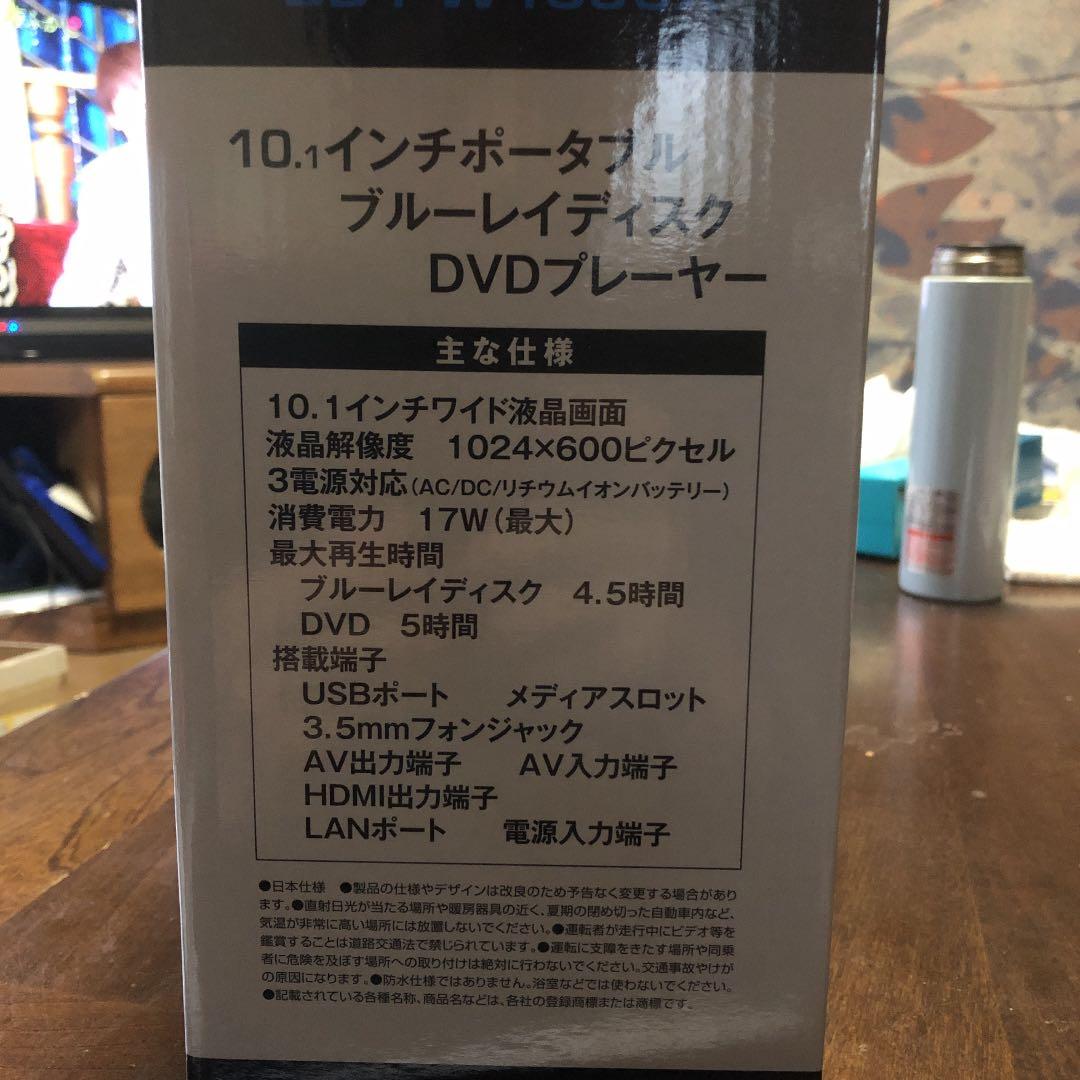 10.1インチポータブル
ブルーレイディスク
DVDプレーヤー
主な仕様
10.1インチワイド液晶画面
液晶解像度 1024×600ピクセル
3電源対応(AC/DC/リチウムイオンバッテリー)
消費電力 17W(最大)
最大再生時間
ブルーレイディスク 4.5時間
DVD 5時間
搭載端子
USBポート メディアスロット
3.5mmフォンジャック
AV出力端子 AV入力端子
HDMI出力端子
LANポート 電源入力端子
●日本仕様 ●製品の仕様やデザインは改良のため予告なく変更する場合があり
ます。●直射日光が当たる場所や暖房器具の近く、夏期の閉め切った自動車内など、
気温が非常に高い場所には放置しないでください。●運転者が走行中にビデオ等を
鑑賞することは道路交通法で禁じられています。●運転に支障をきたす場所や同乗
者に危険を及ぼす場所への取り付けは絶対に行わないでください。交通事故やけが
の原因になります。●防水仕様ではありません。浴室などでは使わないでください。
●記載されている各種名称、商品名などは、各社の登録商標または商標です。